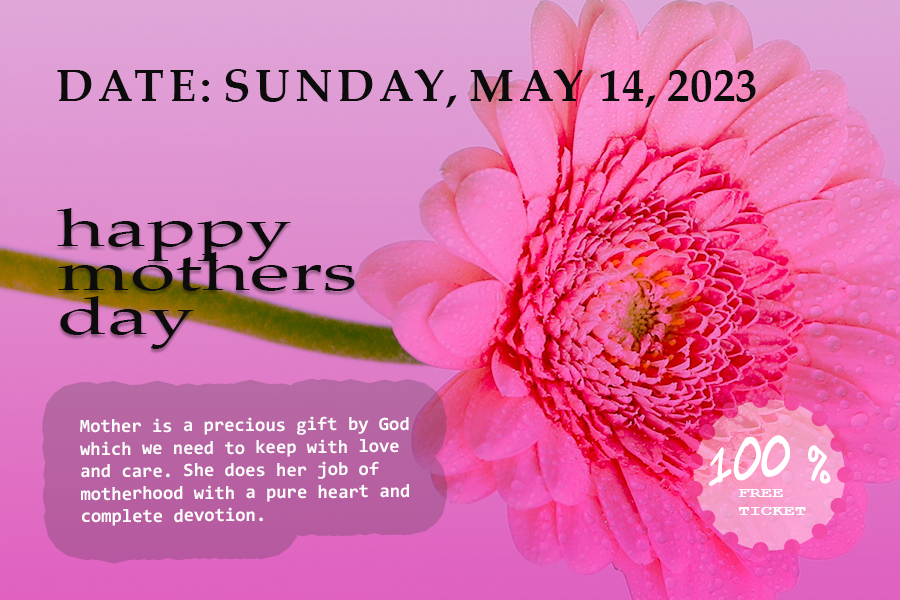 DATE: SUNDAY, MAY 14, 2023
happy
mothers
day
Mother is a precious gift by God
which we need to keep with love
and care. She does her job of
motherhood with a pure heart and
complete devotion.
100 %
FREE
TICKET